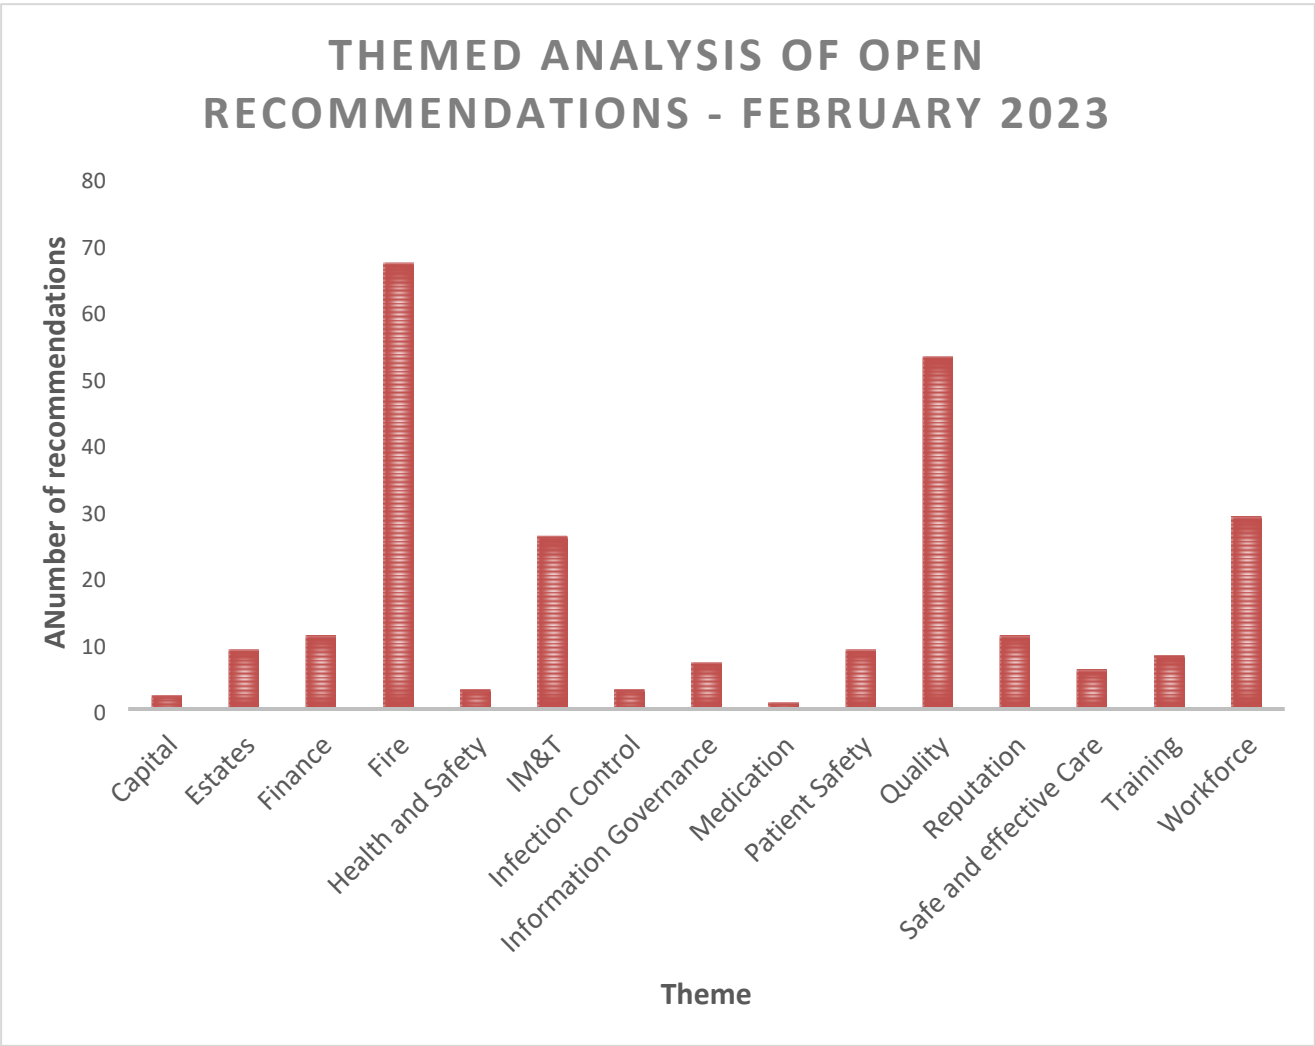 THEMED ANALYSIS OF OPEN
RECOMMENDATIONS - FEBRUARY 2023
80
70
60
50
40
30
20
10
0
ANumber of recommendations
Capital
Estates
Finance
Fire
Health and Safety
IM&T
Infection Control
Information Governance
Medication
Patient Safety
Quality
Reputation
Safe and effective Care
Training
Workforce
Theme